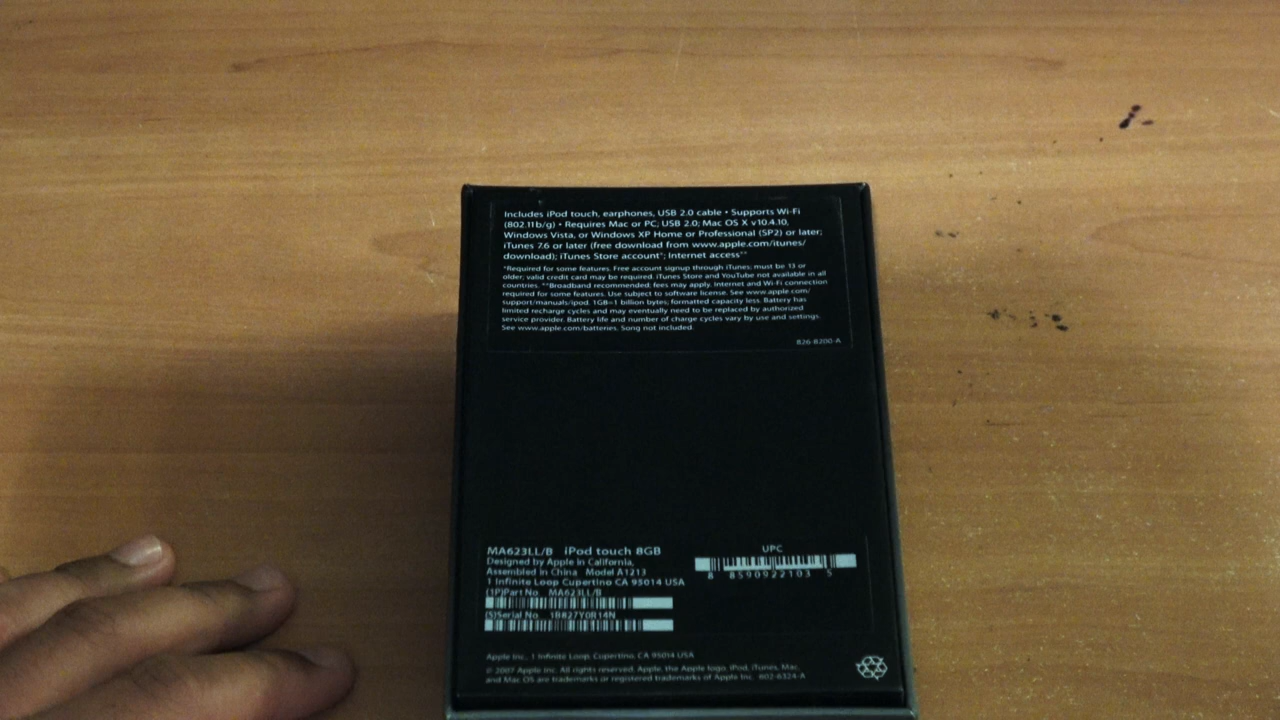 Includes iPod touch, earphones, USB 2.0 cable • Supports Wi-Fi
(802.11b/g) • Requires Mac or PC; USB 2.0; Mac OS X v10.4.10,
Windows Vista, or Windows XP Home or Professional (SP2) or later;
iTunes 7.6 or later (free download from www.apple.com/itunes/
download); iTunes Store account*; Internet access**
*Required for some features. Free account signup through iTunes; must be 13 or
older; valid credit card may be required. iTunes Store and YouTube not available in all
countries. **Broadband recommended; fees may apply. Internet and Wi-Fi connection
required for some features. Use subject to software license. See www.apple.com/
support/manuals/ipod. 1GB=1 billion bytes; formatted capacity less. Battery has
limited recharge cycles and may eventually need to be replaced by authorized
service provider. Battery life and number of charge cycles vary by use and settings.
See www.apple.com/batteries. Song not included.
826-8200-A
MA623LL/B iPod touch 8GB
Designed by Apple in California,
Assembled in China Model A1213
1 Infinite Loop Cupertino CA 95014 USA
(1P)Part No. MA623LL/B
(S)Serial No. 1B827Y0R14N
UPC
8 8590922103 5
Apple Inc., 1 Infinite Loop, Cupertino, CA 95014 USA
© 2007 Apple Inc. All rights reserved. Apple, the Apple logo, iPod, iTunes, Mac,
and Mac OS are trademarks or registered trademarks of Apple Inc. 802-6324-A